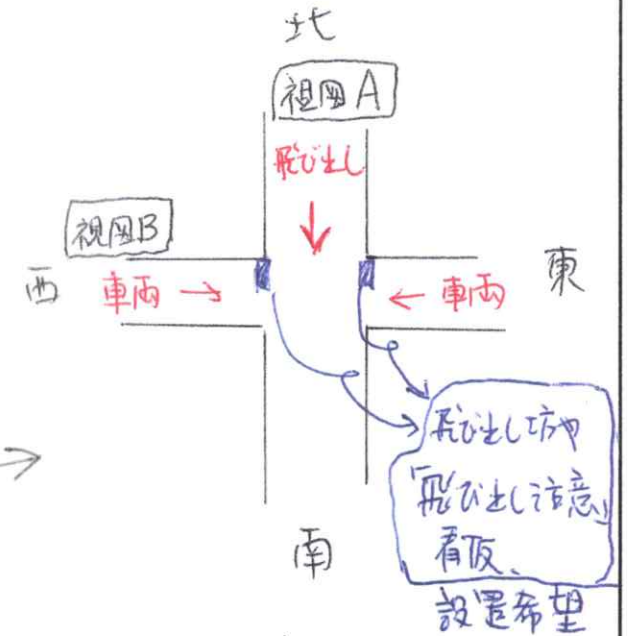 北
視図A
飛び出し
視図B
西
車両 →
← 車両
東
飛び出し坊や
「飛び出し注意」
看板、
設置希望
南